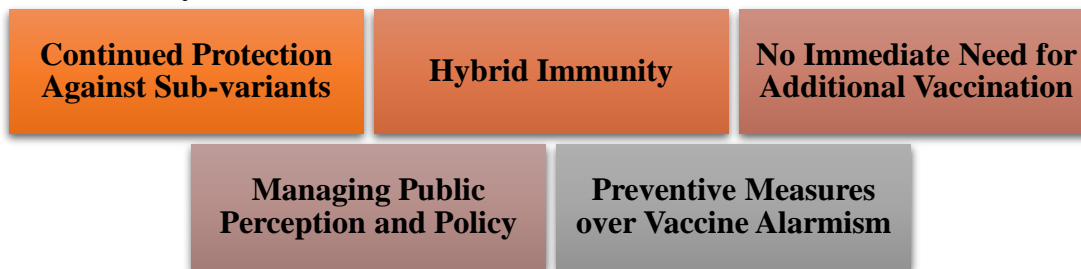 Continued Protection
Against Sub-variants
Hybrid Immunity
No Immediate Need for
Additional Vaccination
Managing Public
Perception and Policy
Preventive Measures
over Vaccine Alarmism